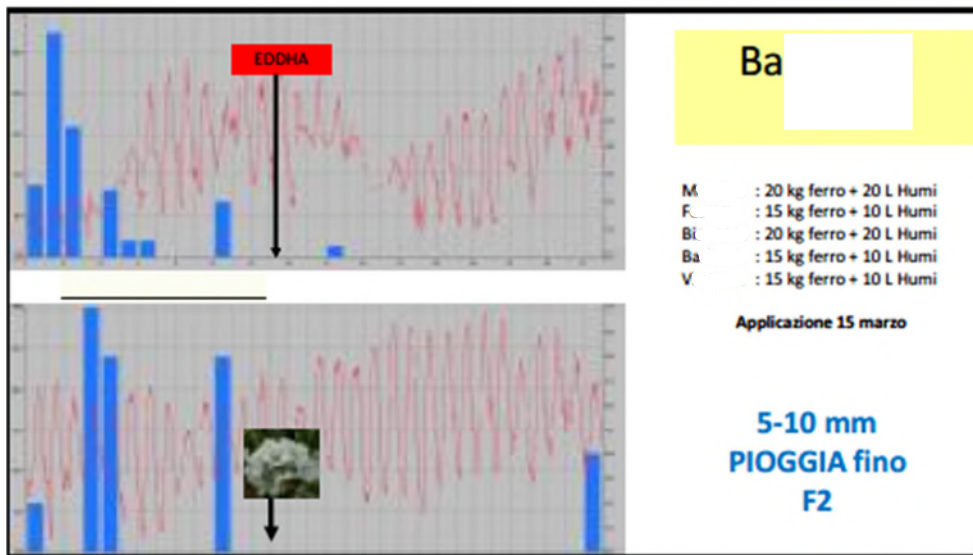 EDDHA
Ba
M : 20 kg ferro + 20 L Humi
F : 15 kg ferro + 10 L Humi
Bi : 20 kg ferro + 20 L Humi
Ba : 15 kg ferro + 10 L Humi
V : 15 kg ferro + 10 L Humi
Applicazione 15 marzo
5-10 mm
PIOGGIA fino
F2